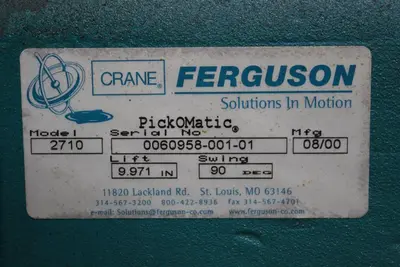 CRANE FERGUSON
Solutions In Motion
PickOMatic®
Model Serial No Mfg
2710 0060958-001-01 08/00
Lift Swing
9.971 IN 90 DEG
11820 Lackland Rd. St. Louis, MO 63146
314-567-3200 800-422-8936 fax 314-567-4701
e-mail: Solutions@ferguson-co.com www.ferguson-co.com